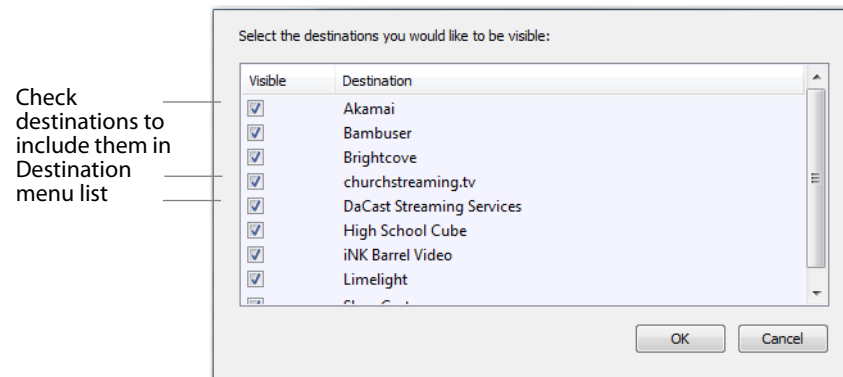 Select the destinations you would like to be visible:
Visible Destination
Check
destinations to
include them in
Destination
menu list
Akamai
Bambuser
Brightcove
churchstreaming.tv
DaCast Streaming Services
High School Cube
iNK Barrel Video
Limelight
OK Cancel